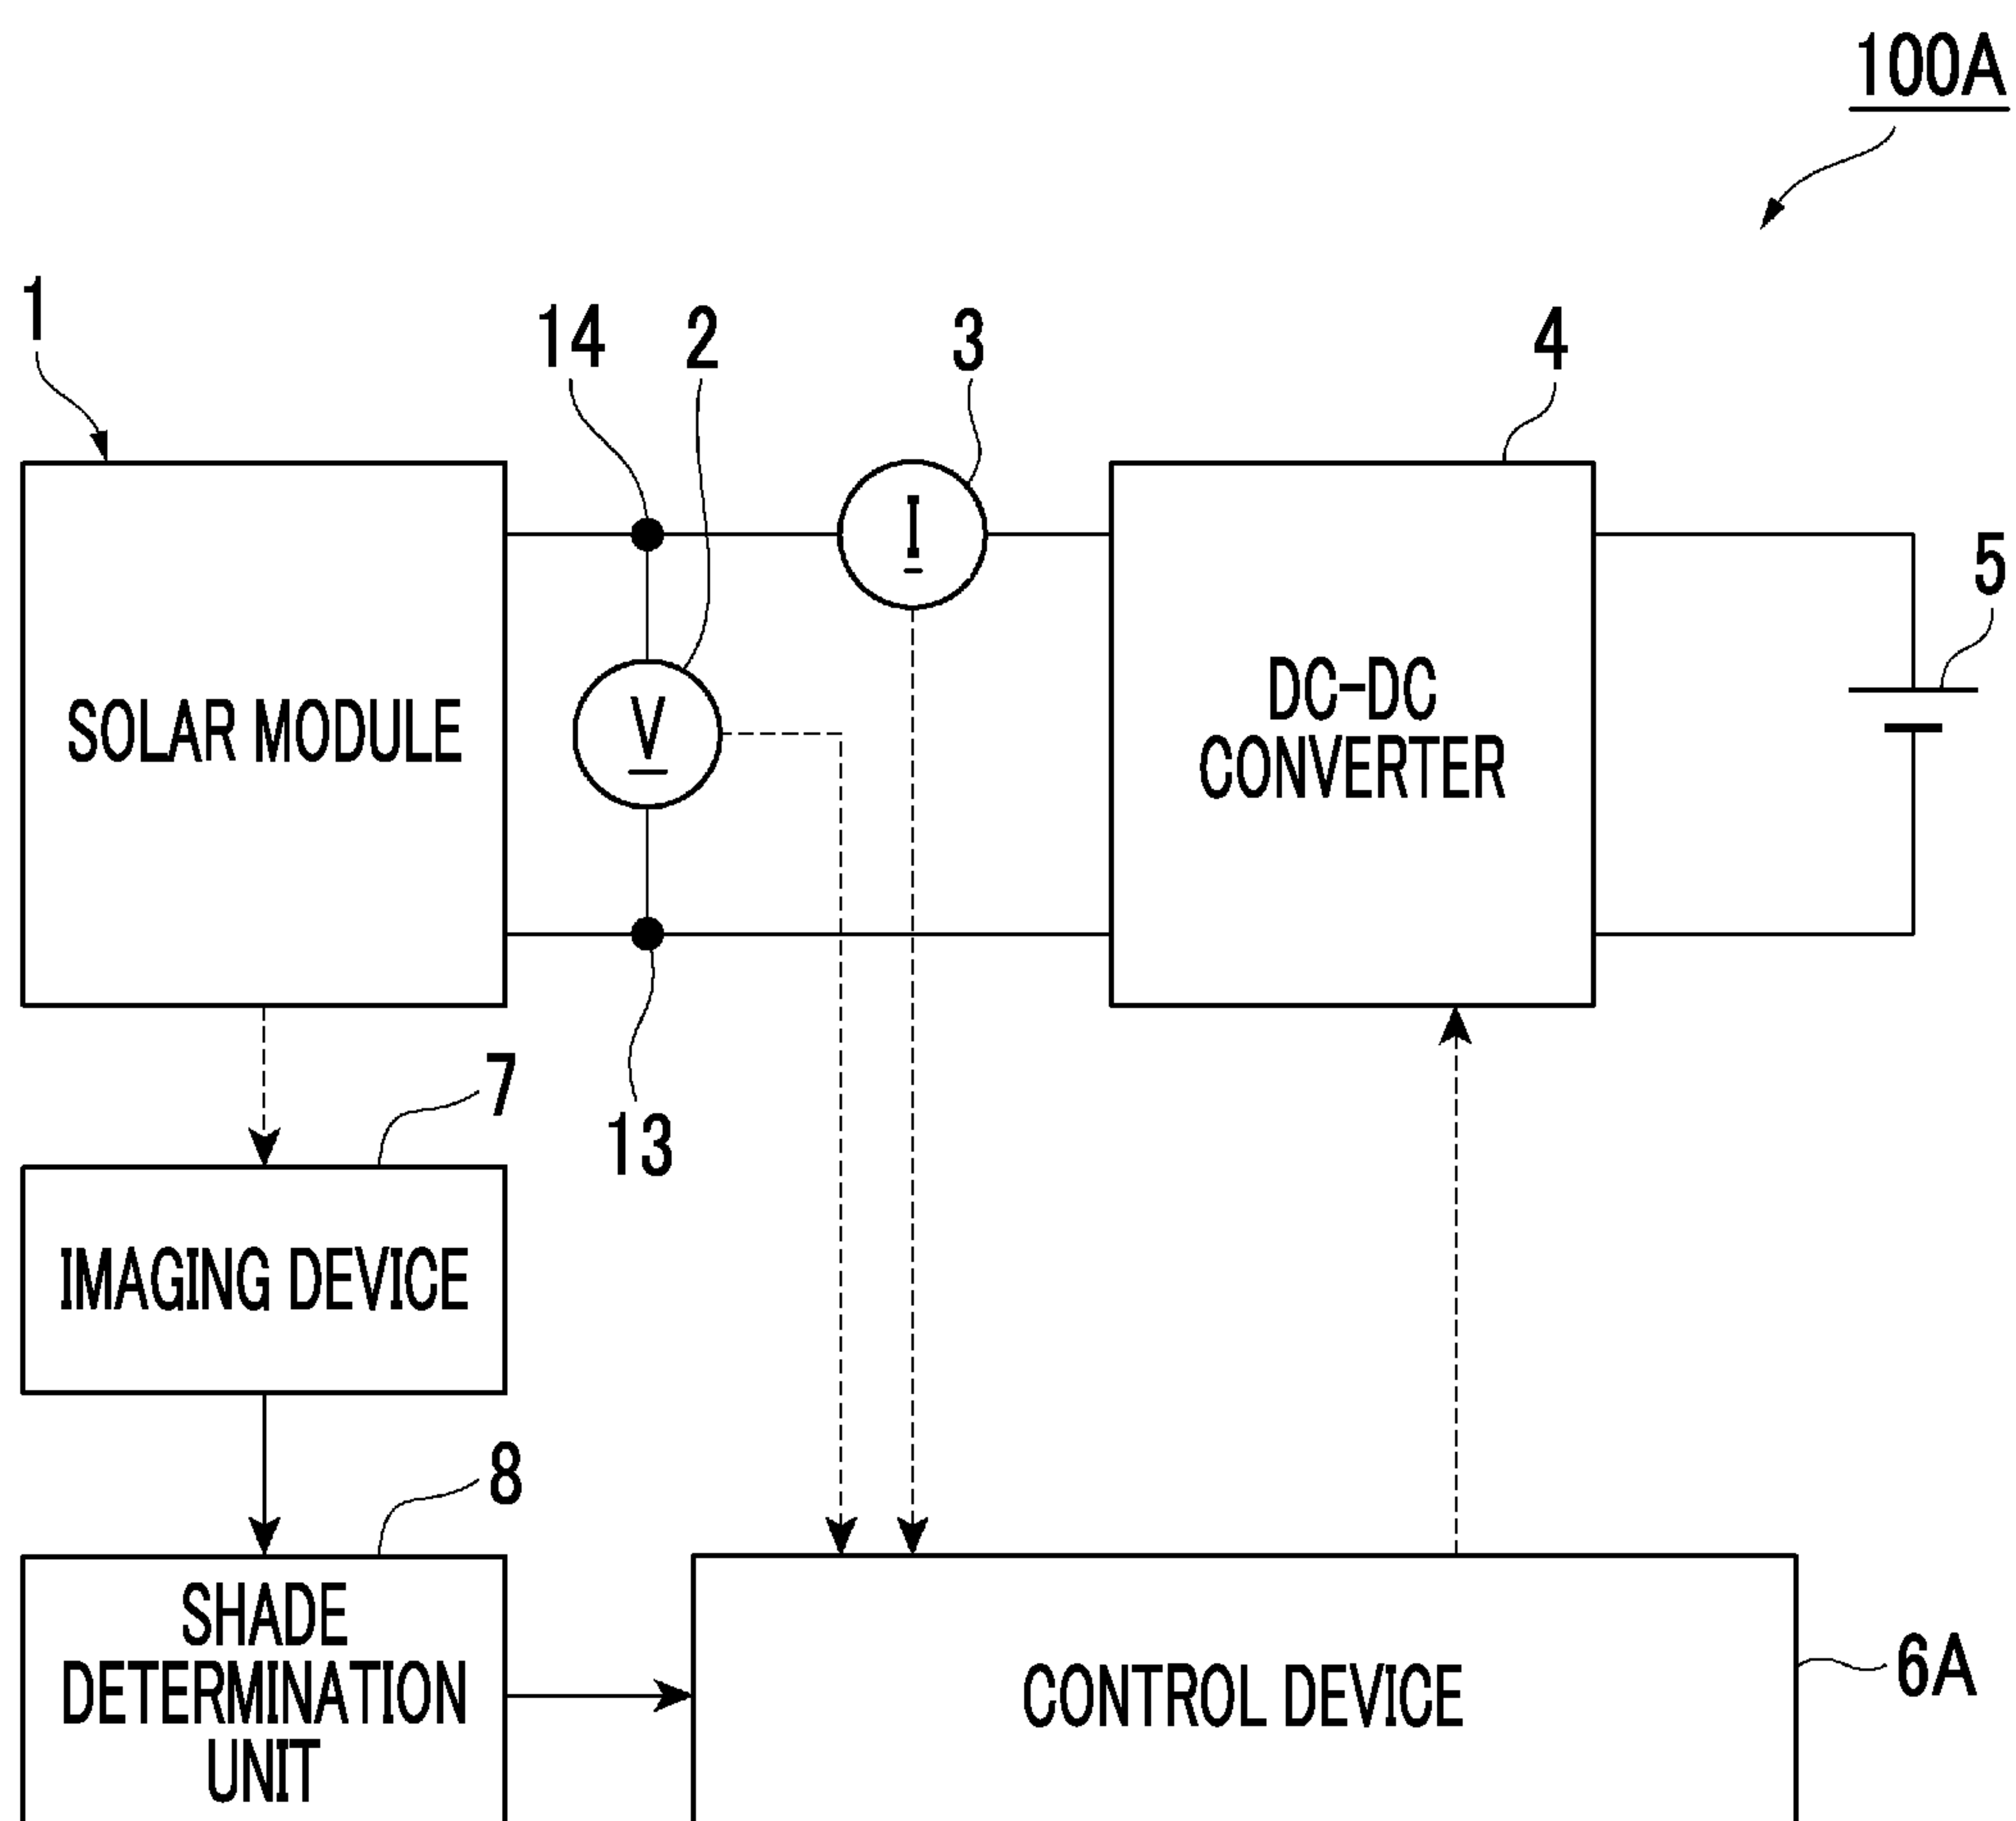 100A
1
14
2
3
4
5
I
V
SOLAR MODULE
DC-DC
CONVERTER
7
13
IMAGING DEVICE
8
SHADE
DETERMINATION
UNIT
CONTROL DEVICE
6A